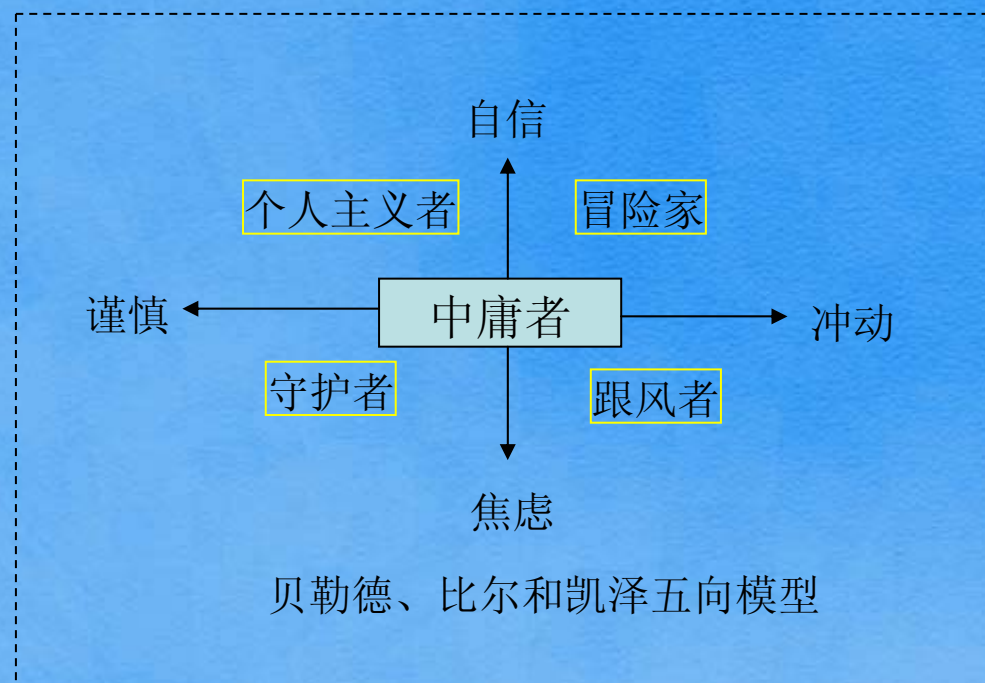 自信
个人主义者
冒险家
谨慎
中庸者
冲动
守护者
跟风者
焦虑
贝勒德、比尔和凯泽五向模型